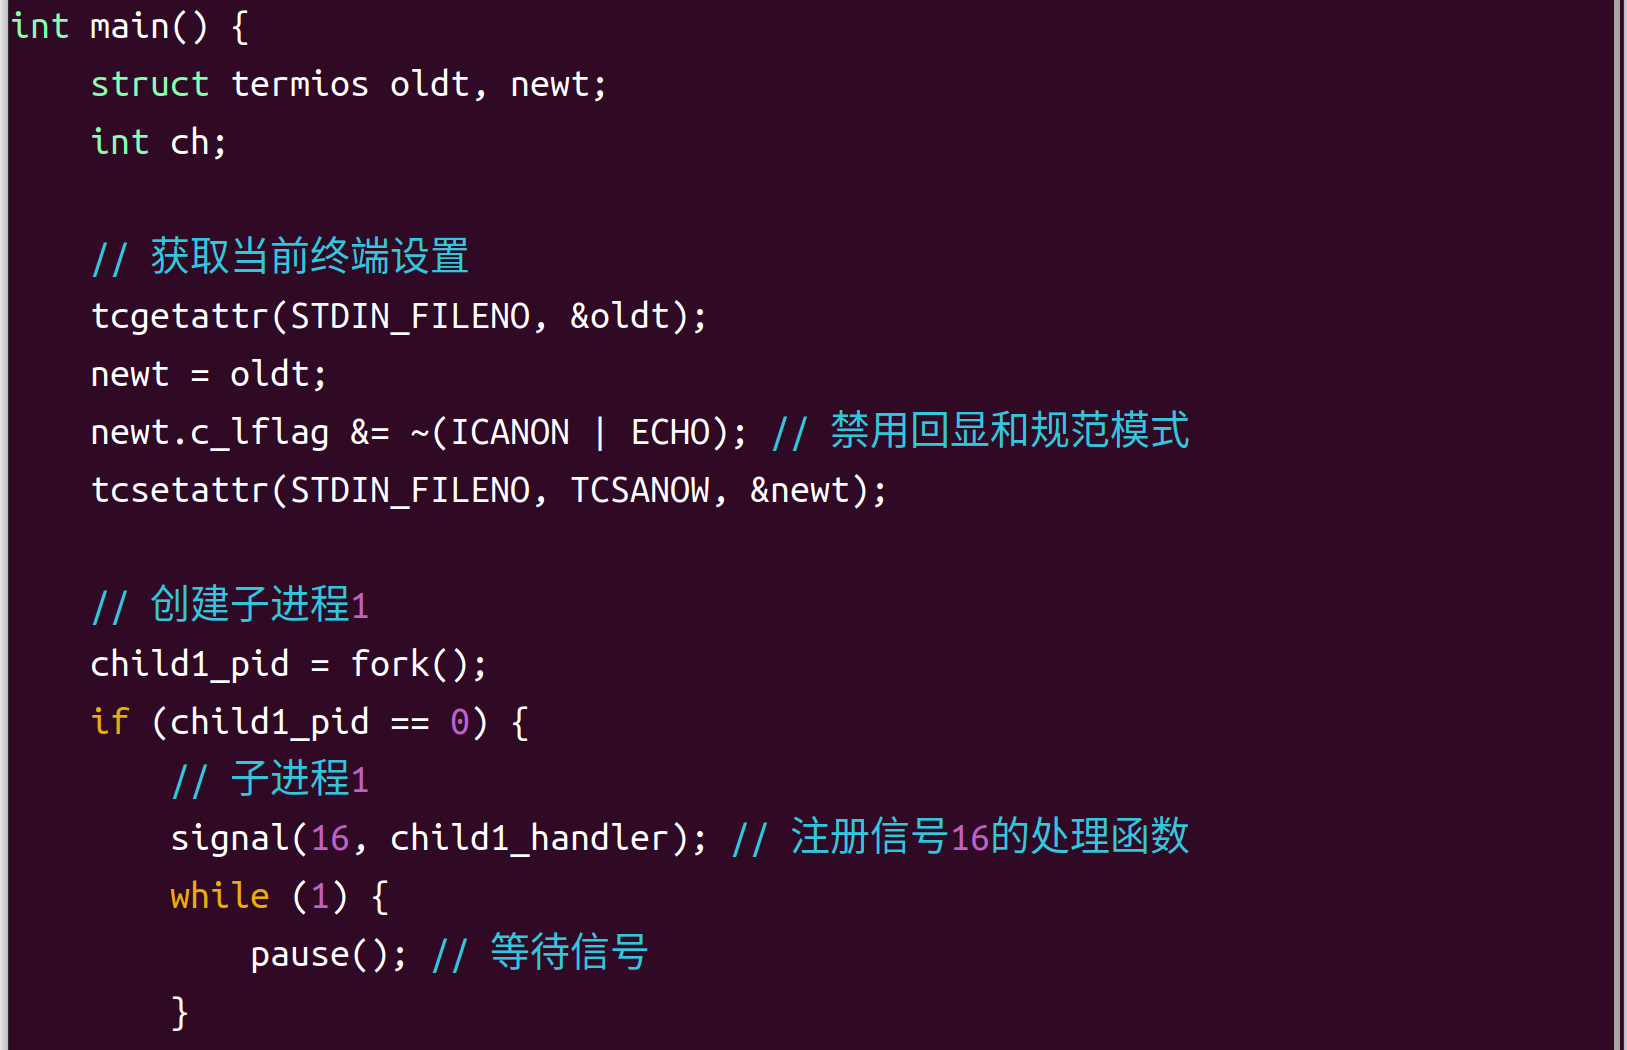 int main() {
    struct termios oldt, newt;
    int ch;

    // 获取当前终端设置
    tcgetattr(STDIN_FILENO, &oldt);
    newt = oldt;
    newt.c_lflag &= ~(ICANON | ECHO); // 禁用回显和规范模式
    tcsetattr(STDIN_FILENO, TCSANOW, &newt);

    // 创建子进程1
    child1_pid = fork();
    if (child1_pid == 0) {
        // 子进程1
        signal(16, child1_handler); // 注册信号16的处理函数
        while (1) {
            pause(); // 等待信号
        }